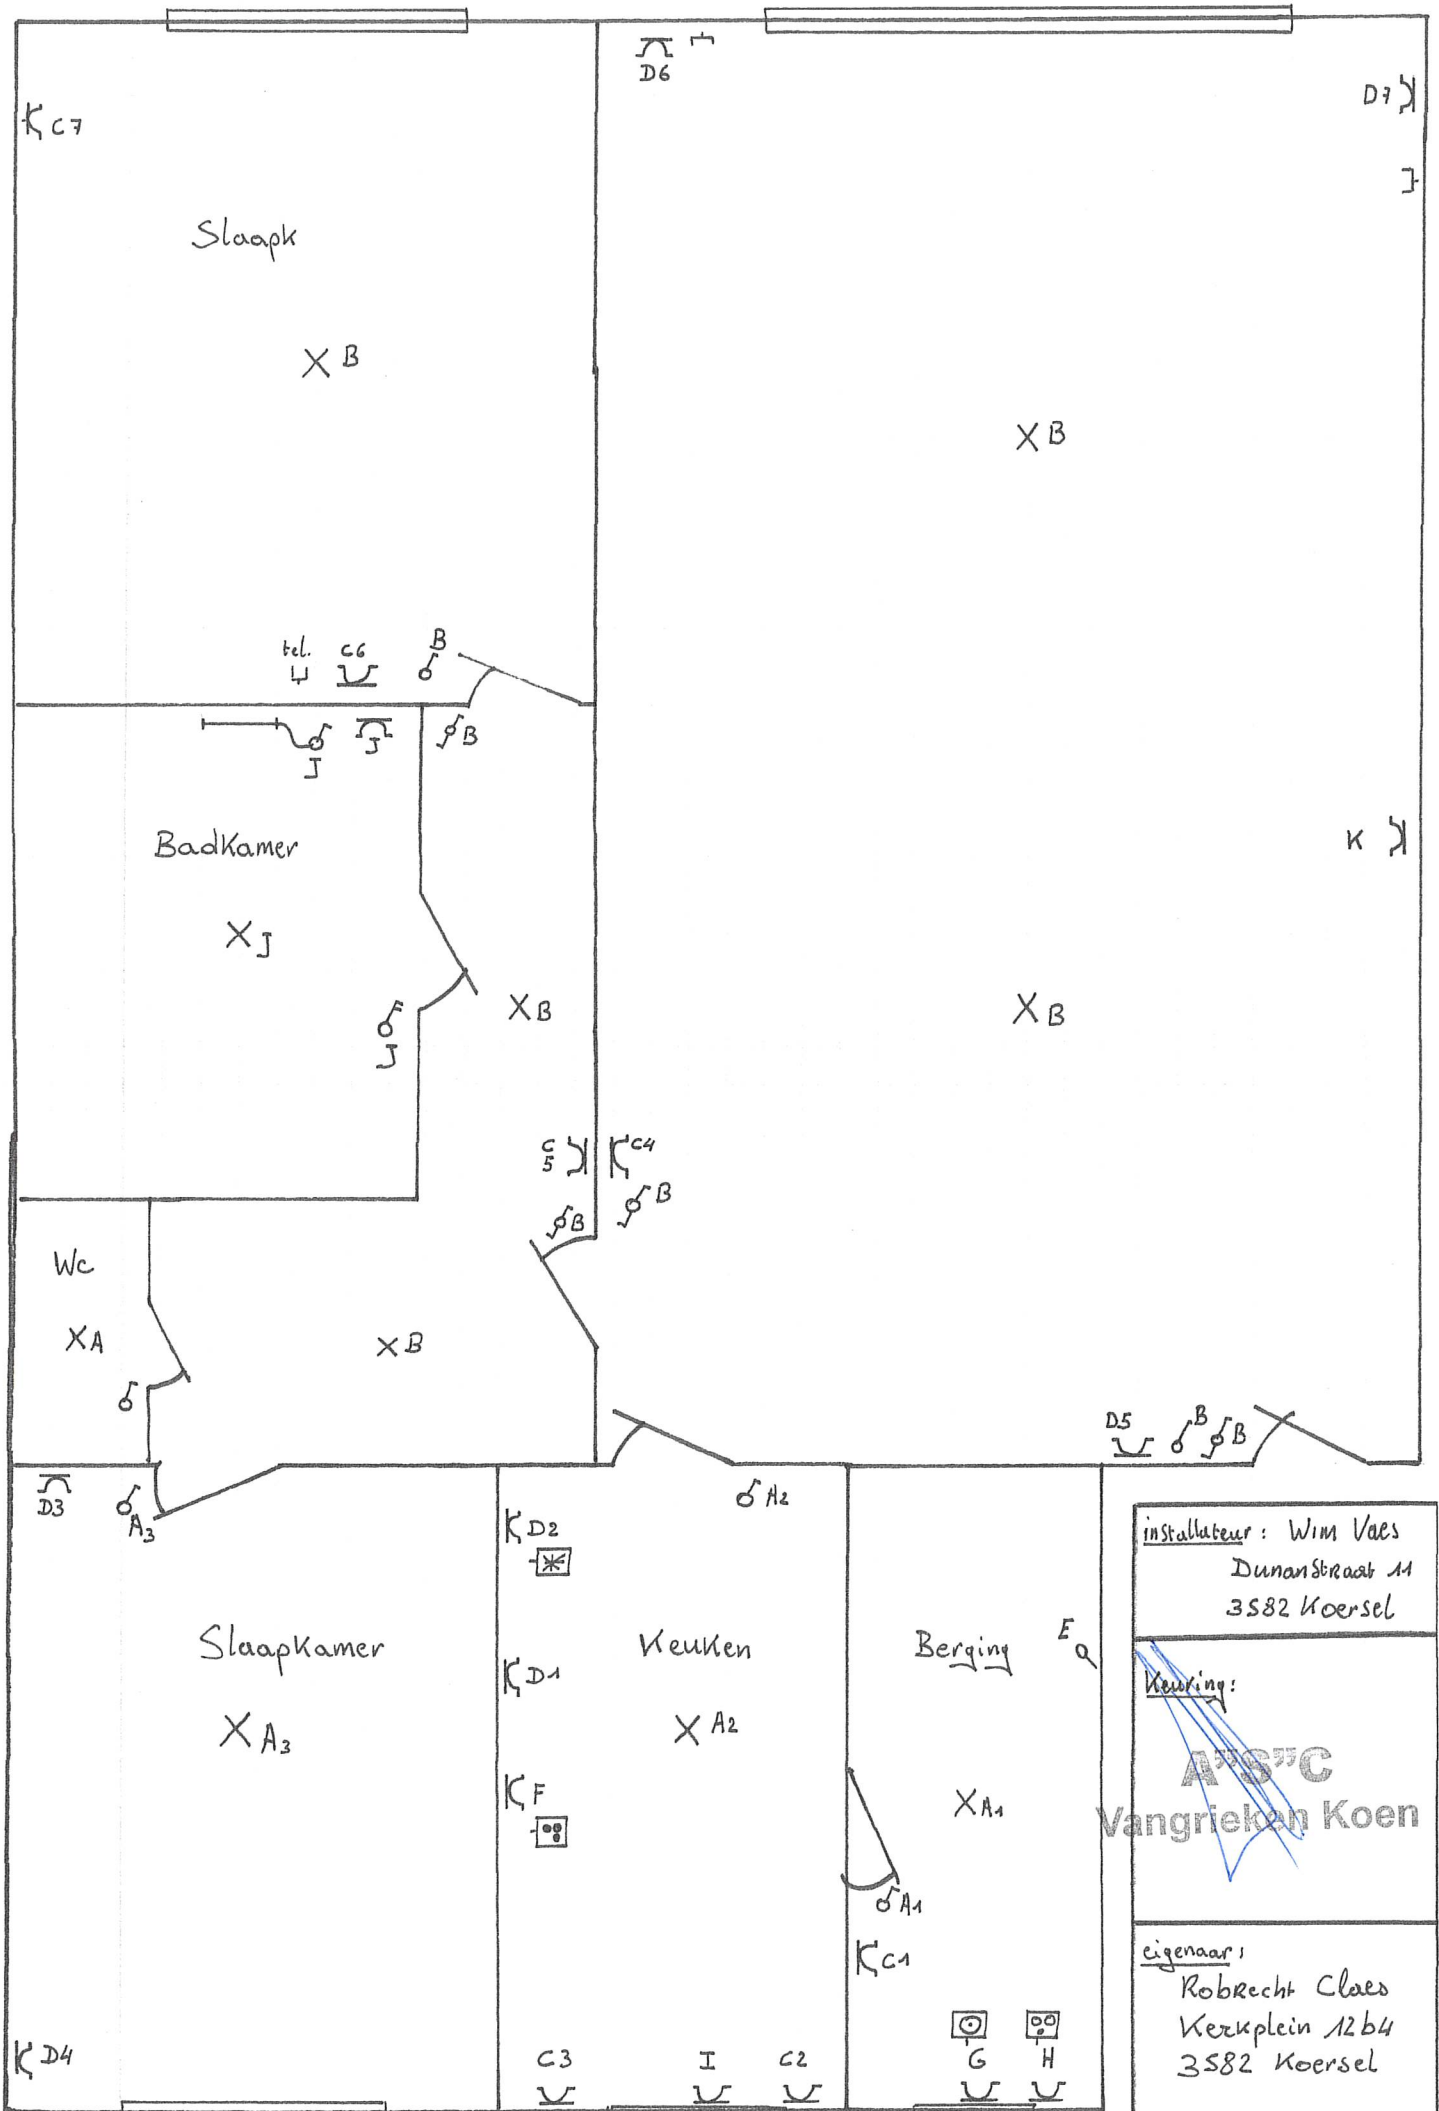 D6
D7
C7
Slaapk
X B
X B
tel.
C6
B
J
J
B
BadKamer
K
X J
X B
X B
J
C
5
C4
B
B
Wc
X A
X B
D5
B
B
D3
A3
A2
D2
installateur: Wim Vaes
DunanStRaat 11
3582 Koersel
SlaapKamer
Keuken
Berging
E
D1
Keuring:
X A3
X A2
A"S"C
F
X A1
Vangrieken Koen
A1
C1
eigenaar:
RobRecht Claes
Kerkplein 12b4
3582 Koersel
D4
C3
I
C2
G
H